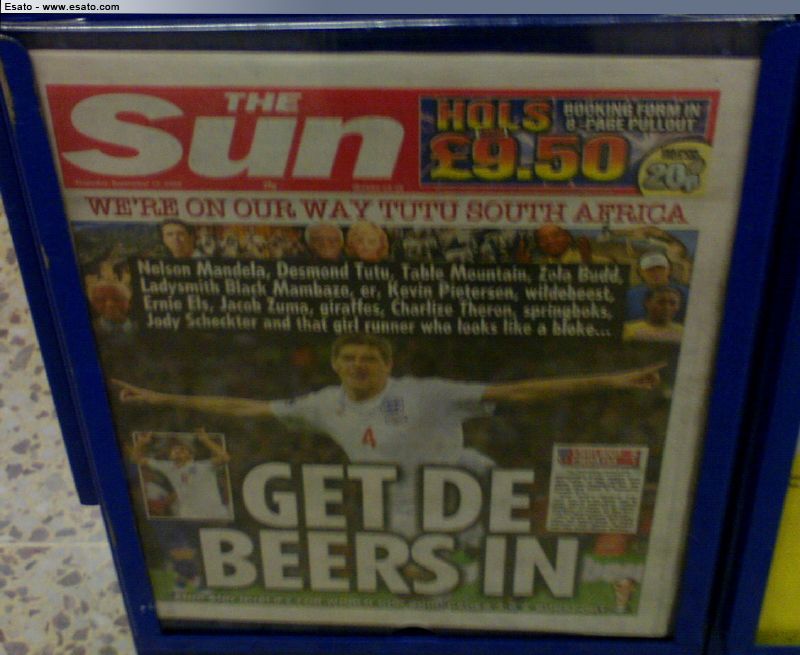 Esato - www.esato.com
THE
Sun
HOLS
£9.50
BOOKING FORM IN
8-PAGE PULLOUT
20p
WE'RE ON OUR WAY TUTU SOUTH AFRICA
Nelson Mandela, Desmond Tutu, Table Mountain, Zola Budd,
Ladysmith Black Mambazo, er, Kevin Pietersen, wildebeest,
Ernie Els, Jacob Zuma, giraffes, Charlize Theron, springboks,
Jody Scheckter and that girl runner who looks like a bloke...
4
GET DE
BEERS IN